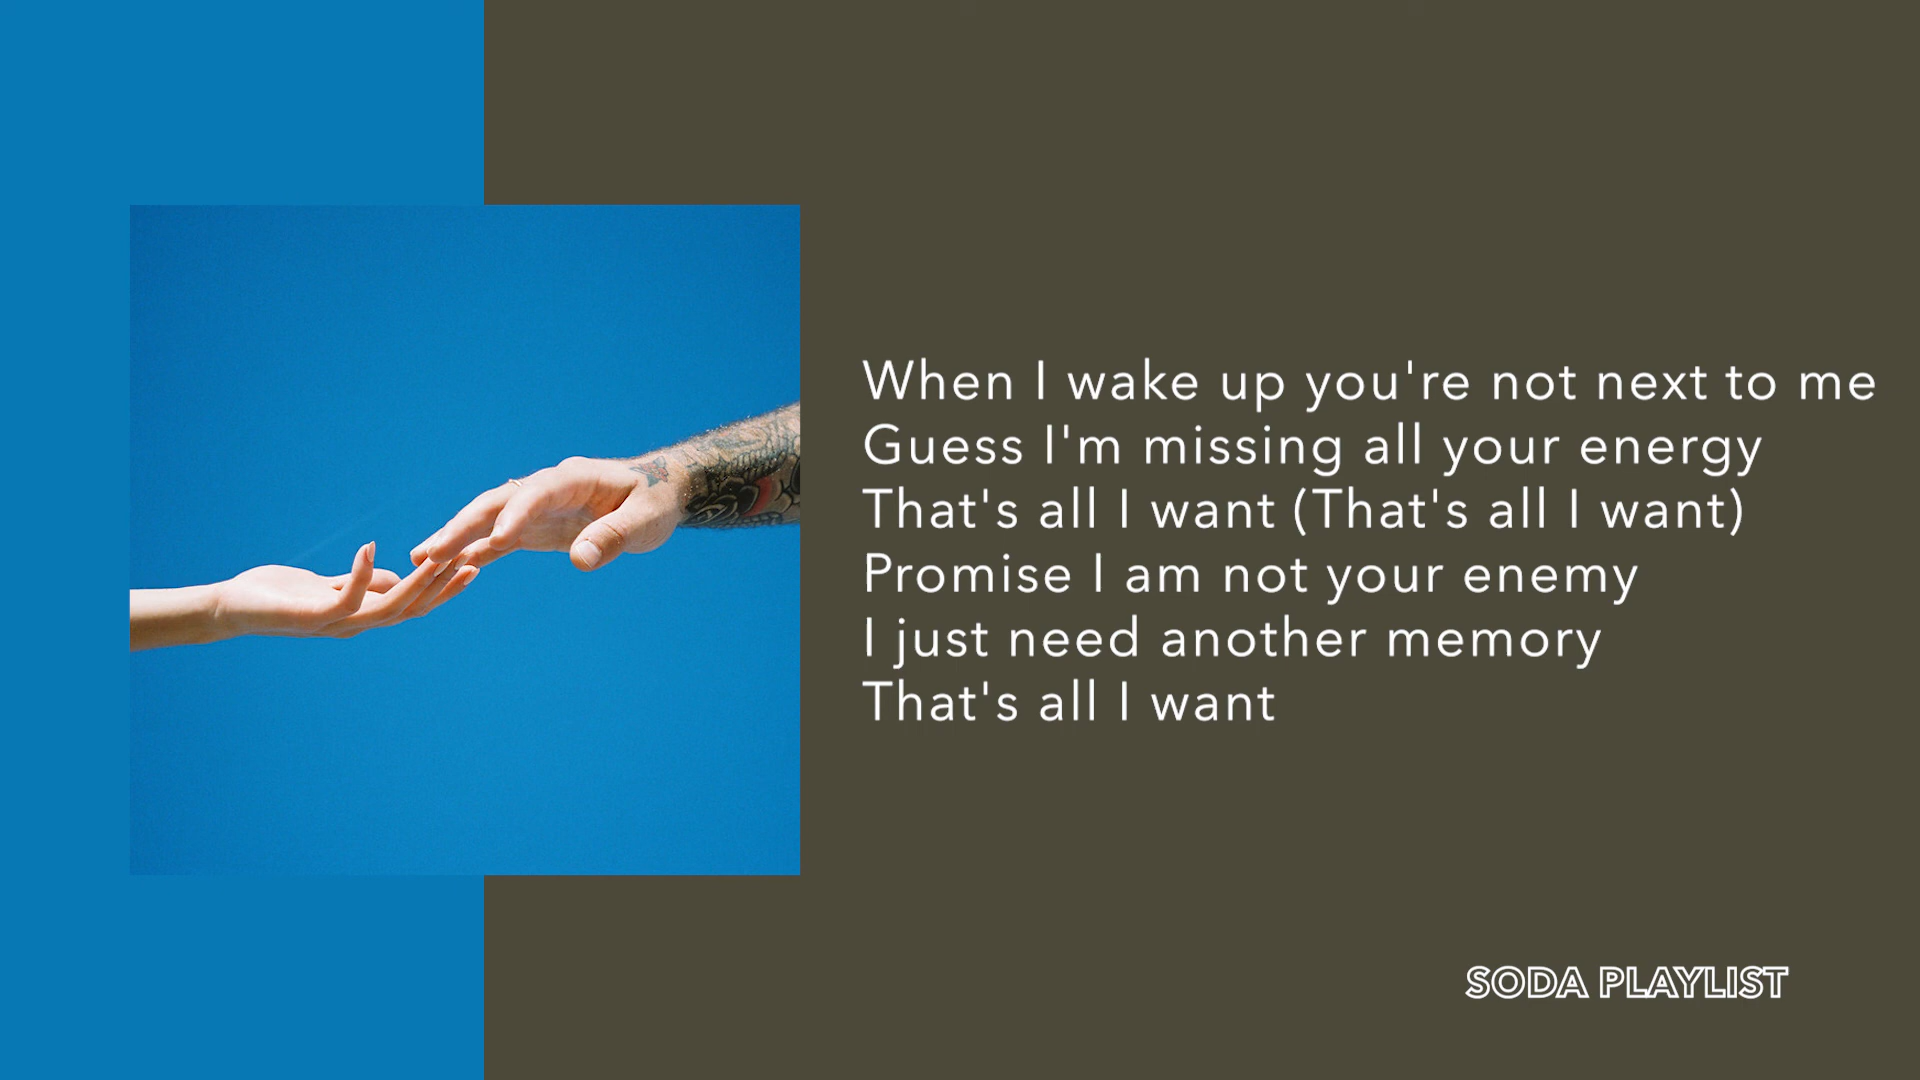 When I wake up you're not next to me
Guess I'm missing all your energy
That's all I want (That's all I want)
Promise I am not your enemy
I just need another memory
That's all I want
SODA PLAYLIST